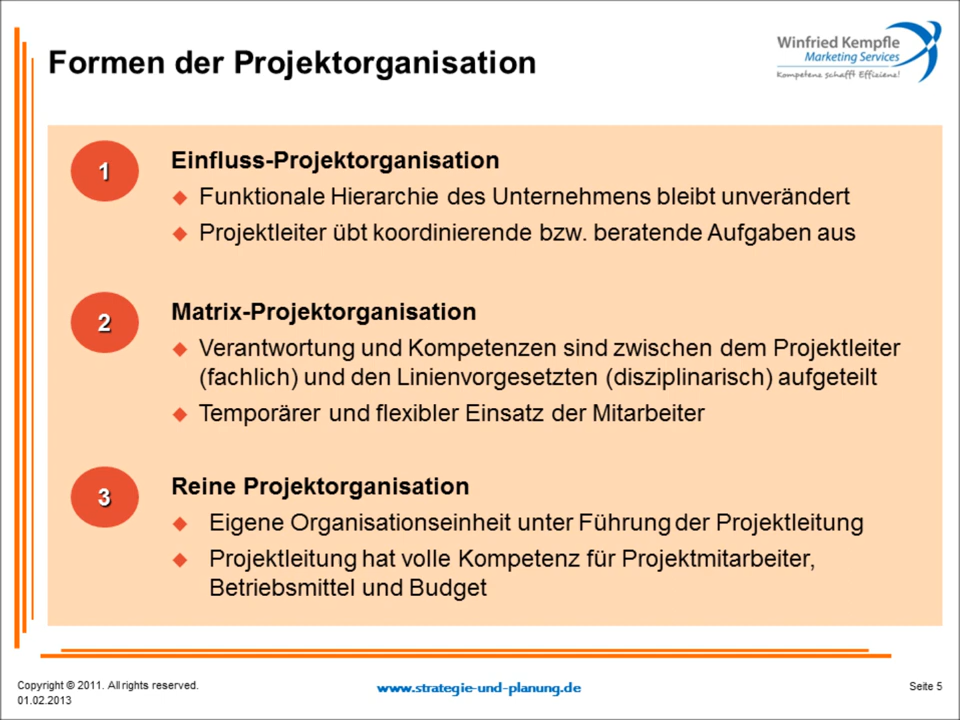 Formen der Projektorganisation
Winfried Kempfle
Marketing Services
Kompetenz schafft Effizienz!
1
Einfluss-Projektorganisation
Funktionale Hierarchie des Unternehmens bleibt unverändert
Projektleiter übt koordinierende bzw. beratende Aufgaben aus
2
Matrix-Projektorganisation
Verantwortung und Kompetenzen sind zwischen dem Projektleiter
(fachlich) und den Linienvorgesetzten (disziplinarisch) aufgeteilt
Temporärer und flexibler Einsatz der Mitarbeiter
3
Reine Projektorganisation
Eigene Organisationseinheit unter Führung der Projektleitung
Projektleitung hat volle Kompetenz für Projektmitarbeiter,
Betriebsmittel und Budget
Copyright © 2011. All rights reserved.
01.02.2013
www.strategie-und-planung.de
Seite 5